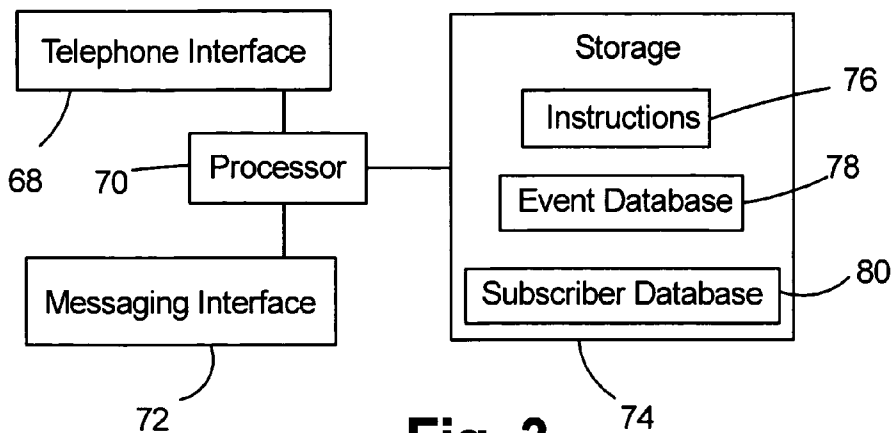 Telephone Interface
Storage
76
Instructions
68
70
Processor
78
Event Database
Messaging Interface
80
Subscriber Database
72
74